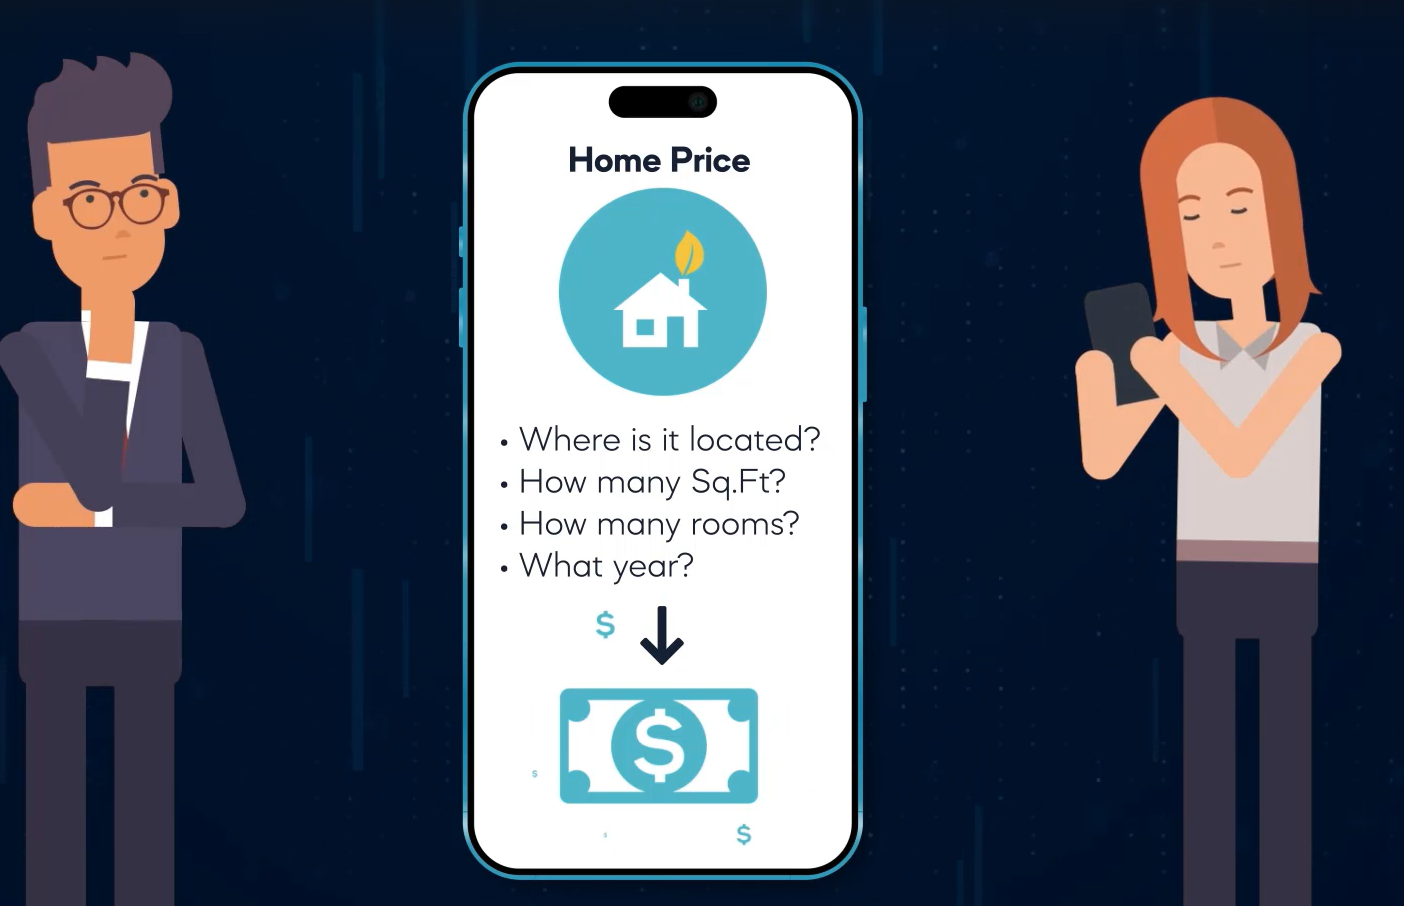 Home Price
• Where is it located?
• How many Sq.Ft?
• How many rooms?
• What year?
$
$
$
$
$